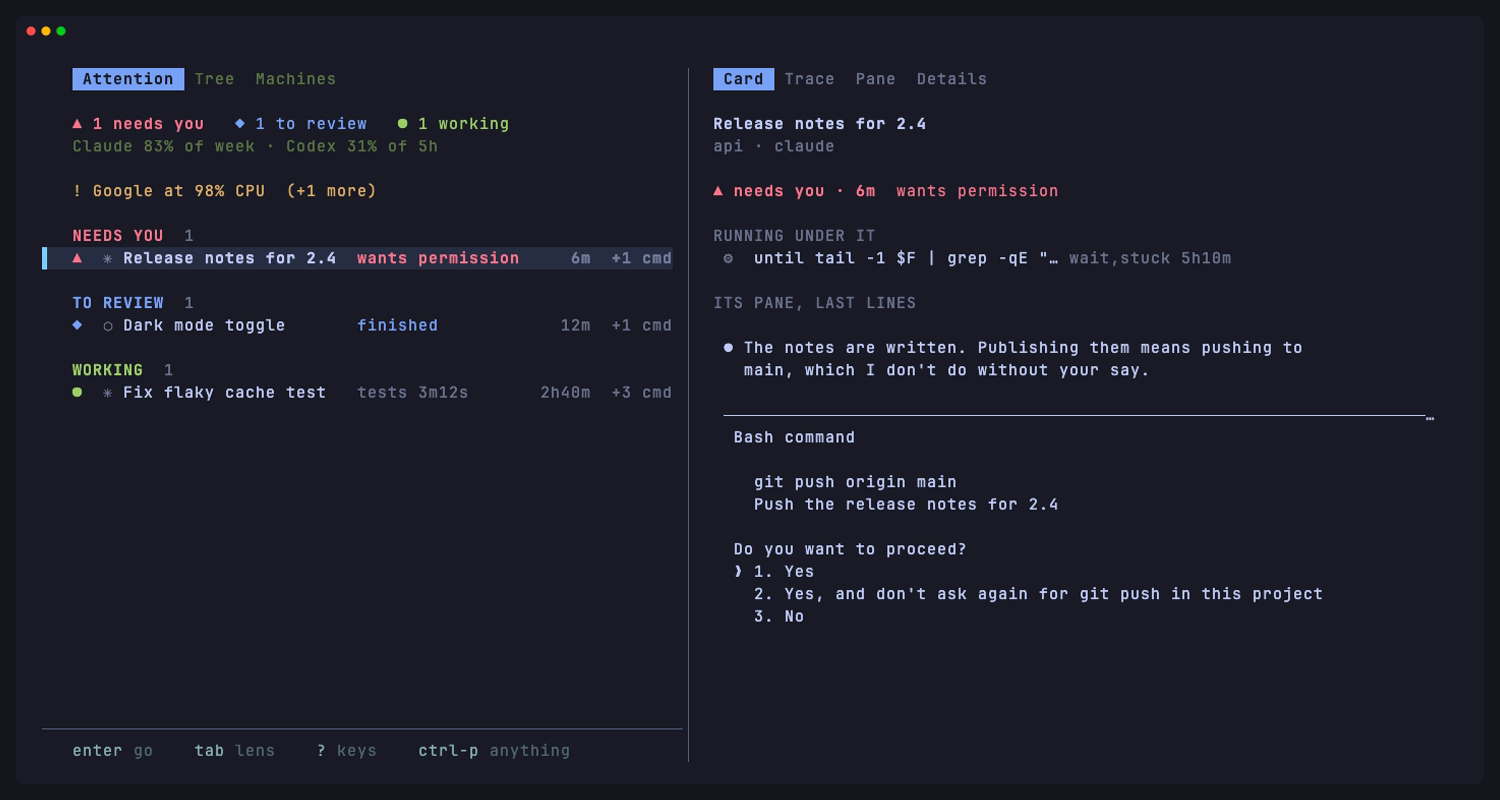 Attention Tree Machines
▲ 1 needs you ◆ 1 to review ● 1 working
Claude 83% of week · Codex 31% of 5h
! Google at 98% CPU (+1 more)
NEEDS YOU 1
▲ ✳ Release notes for 2.4 wants permission 6m +1 cmd
TO REVIEW 1
◆ ○ Dark mode toggle finished 12m +1 cmd
WORKING 1
● ✳ Fix flaky cache test tests 3m12s 2h40m +3 cmd
enter go tab lens ? keys ctrl-p anything
Card Trace Pane Details
Release notes for 2.4
api · claude
▲ needs you · 6m wants permission
RUNNING UNDER IT
⚙ until tail -1 $F | grep -qE "… wait,stuck 5h10m
ITS PANE, LAST LINES
● The notes are written. Publishing them means pushing to
main, which I don't do without your say.
…
Bash command
git push origin main
Push the release notes for 2.4
Do you want to proceed?
❯ 1. Yes
2. Yes, and don't ask again for git push in this project
3. No